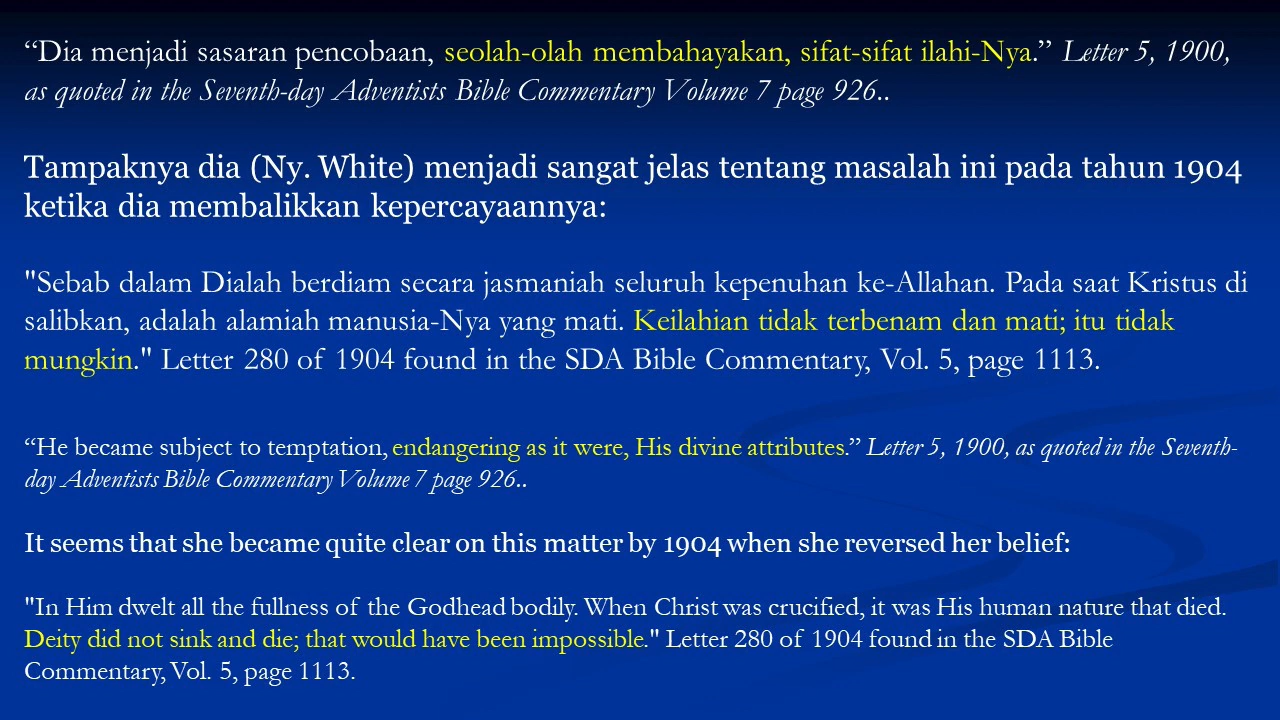 “Dia menjadi sasaran pencobaan, seolah-olah membahayakan, sifat-sifat ilahi-Nya.” Letter 5, 1900,
as quoted in the Seventh-day Adventists Bible Commentary Volume 7 page 926..
Tampaknya dia (Ny. White) menjadi sangat jelas tentang masalah ini pada tahun 1904
ketika dia membalikkan kepercayaannya:
"Sebab dalam Dialah berdiam secara jasmaniah seluruh kepenuhan ke-Allahan. Pada saat Kristus di
salibkan, adalah alamiah manusia-Nya yang mati. Keilahian tidak terbenam dan mati; itu tidak
mungkin." Letter 280 of 1904 found in the SDA Bible Commentary, Vol. 5, page 1113.
“He became subject to temptation, endangering as it were, His divine attributes.” Letter 5, 1900, as quoted in the Seventh-
day Adventists Bible Commentary Volume 7 page 926..
It seems that she became quite clear on this matter by 1904 when she reversed her belief:
"In Him dwelt all the fullness of the Godhead bodily. When Christ was crucified, it was His human nature that died.
Deity did not sink and die; that would have been impossible." Letter 280 of 1904 found in the SDA Bible
Commentary, Vol. 5, page 1113.